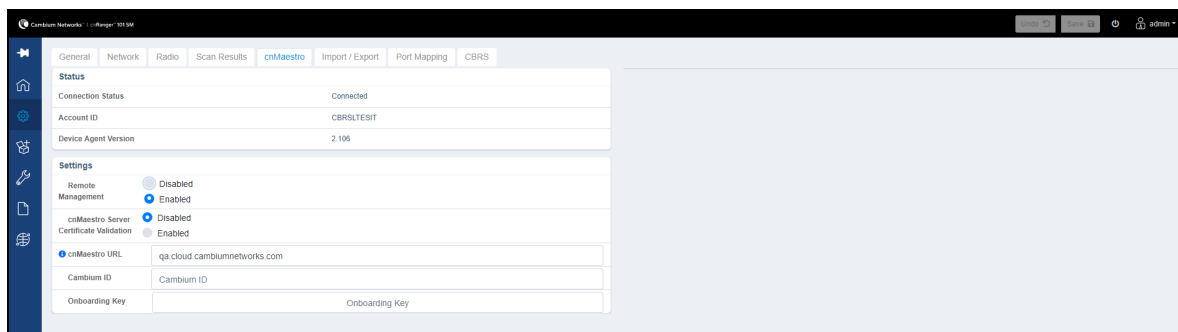 Cambium Networks™ | cnRanger™ 101 SM
Undo Save admin
General Network Radio Scan Results cnMaestro Import / Export Port Mapping CBRS
Status
Connection Status Connected
Account ID CBRSLTESIT
Device Agent Version 2.106
Settings
Remote Management
Disabled
Enabled
cnMaestro Server Certificate Validation
Disabled
Enabled
cnMaestro URL qa.cloud.cambiumnetworks.com
Cambium ID Cambium ID
Onboarding Key Onboarding Key